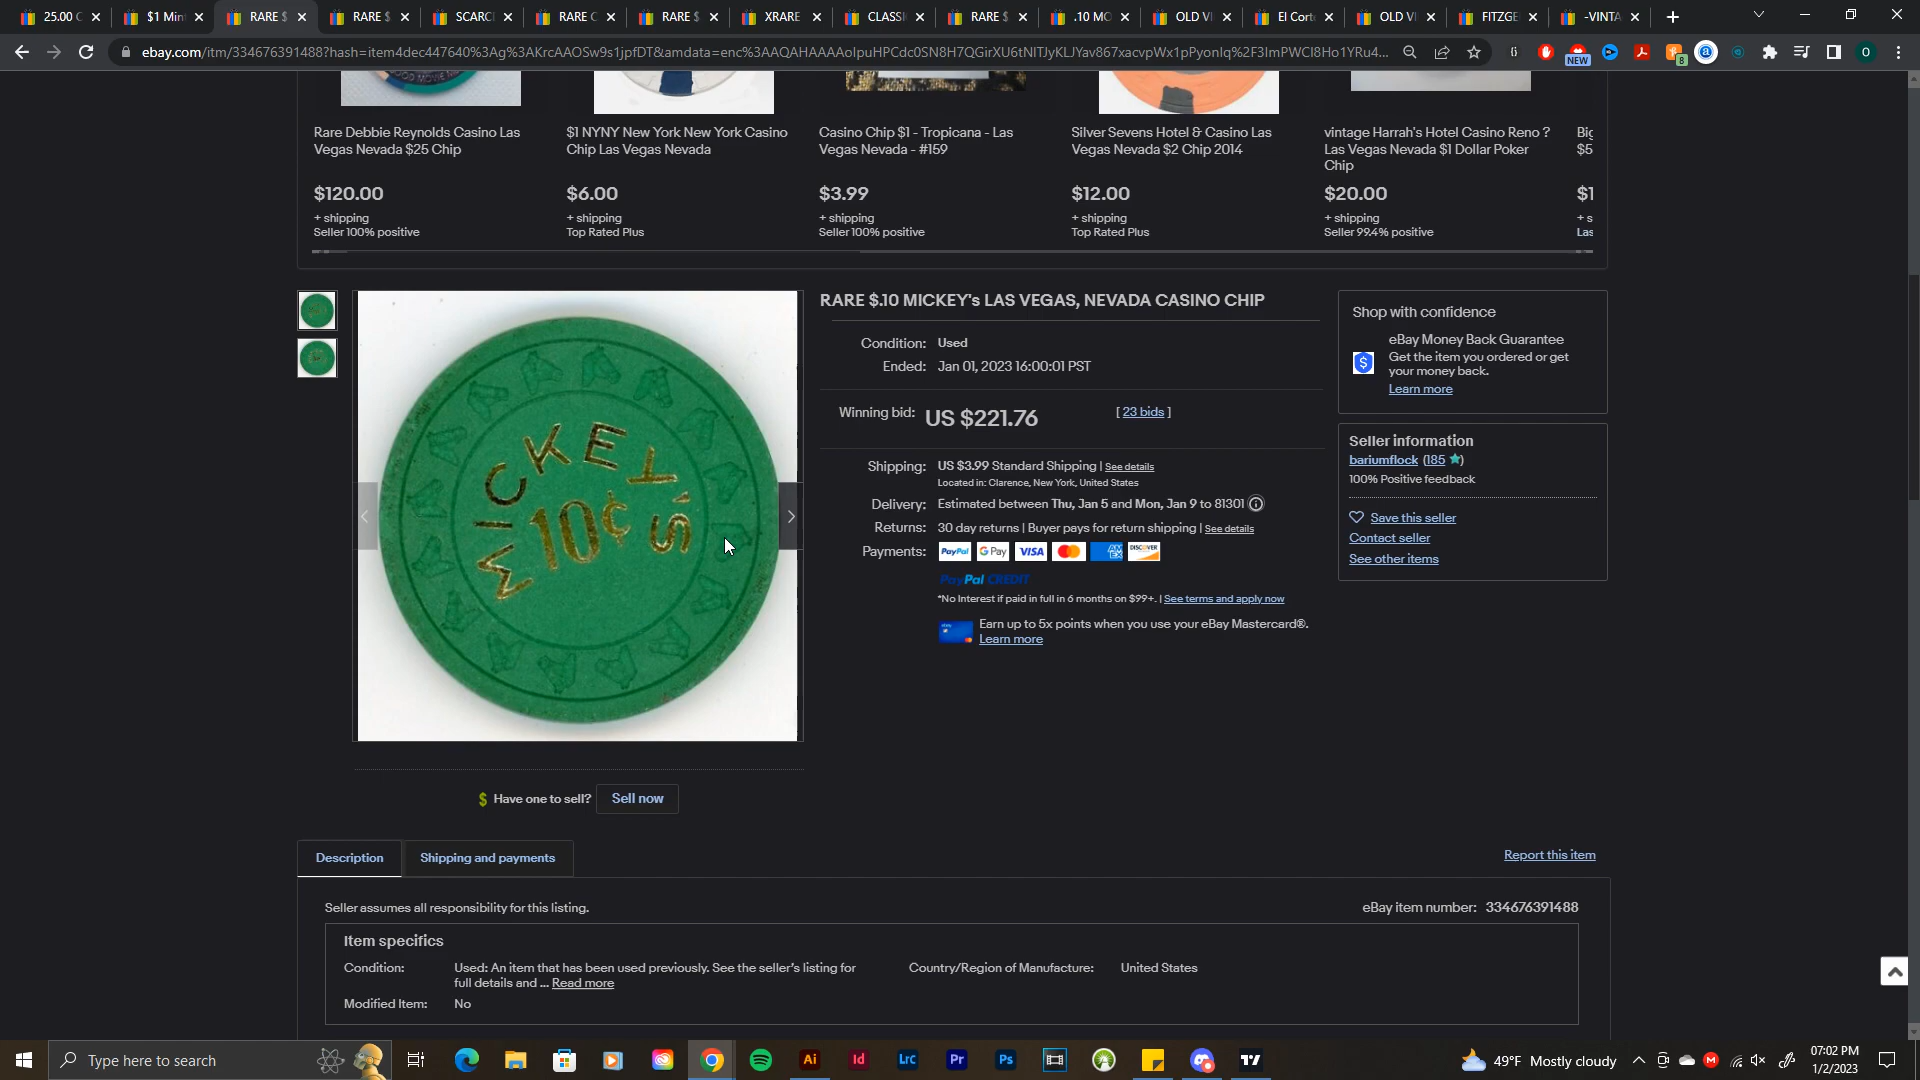 25.00 C
$1 Min
RARE $
RARE $
SCARC
RARE C
RARE $
XRARE
CLASSI
RARE $
.10 MO
OLD VI
El Corte
OLD VI
FITZGE
-VINTA
Rare Debbie Reynolds Casino Las
Vegas Nevada $25 Chip
$120.00
+ shipping
Seller 100% positive
$1 NYNY New York New York Casino
Chip Las Vegas Nevada
$6.00
+ shipping
Top Rated Plus
Casino Chip $1 - Tropicana - Las
Vegas Nevada - #159
$3.99
+ shipping
Seller 100% positive
Silver Sevens Hotel & Casino Las
Vegas Nevada $2 Chip 2014
$12.00
+ shipping
Top Rated Plus
vintage Harrah's Hotel Casino Reno ?
Las Vegas Nevada $1 Dollar Poker
Chip
$20.00
+ shipping
Seller 99.4% positive
Big
$5
$1
+ s
Las
MICKEY'S
10¢
RARE $.10 MICKEY's LAS VEGAS, NEVADA CASINO CHIP
Condition: Used
Ended: Jan 01, 2023 16:00:01 PST
Winning bid: US $221.76 [ 23 bids ]
Shipping: US $3.99 Standard Shipping | See details
Located in: Clarence, New York, United States
Delivery: Estimated between Thu, Jan 5 and Mon, Jan 9 to 81301
Returns: 30 day returns | Buyer pays for return shipping | See details
Payments: PayPal G Pay VISA MasterCard AMEX DISCOVER
PayPal CREDIT
*No Interest if paid in full in 6 months on $99+. | See terms and apply now
Earn up to 5x points when you use your eBay Mastercard®.
Learn more
Shop with confidence
eBay Money Back Guarantee
Get the item you ordered or get
your money back.
Learn more
Seller information
bariumflock (185)
100% Positive feedback
Save this seller
Contact seller
See other items
Have one to sell? Sell now
Description
Shipping and payments
Report this item
Seller assumes all responsibility for this listing.
eBay item number: 334676391488
Item specifics
Condition: Used: An item that has been used previously. See the seller's listing for
full details and ... Read more
Country/Region of Manufacture: United States
Modified Item: No
Type here to search
49°F Mostly cloudy
07:02 PM
1/2/2023